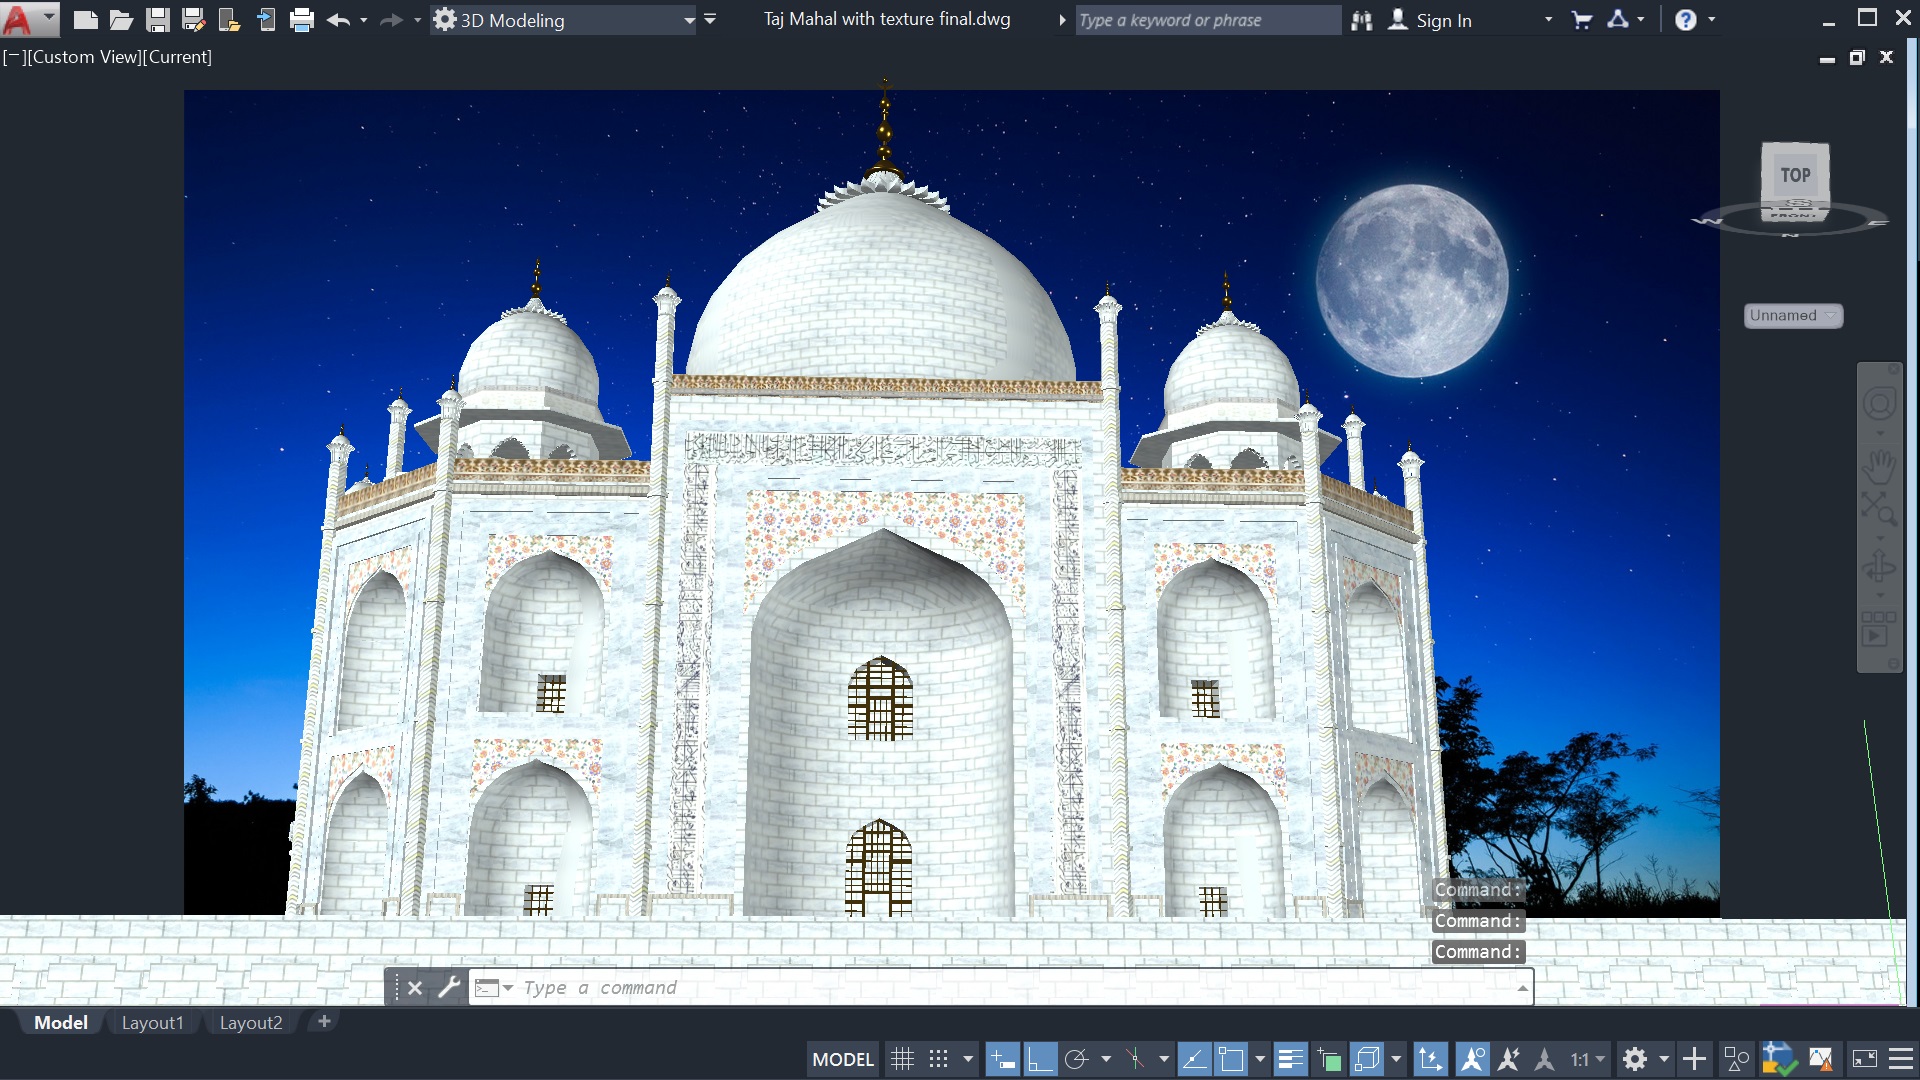 3D Modeling
Taj Mahal with texture final.dwg
Type a keyword or phrase
Sign In
[−][Custom View][Current]
TOP
FRONT
W
S
E
N
Unnamed
Command:
Command:
Command:
Type a command
Model
Layout1
Layout2
MODEL
1:1